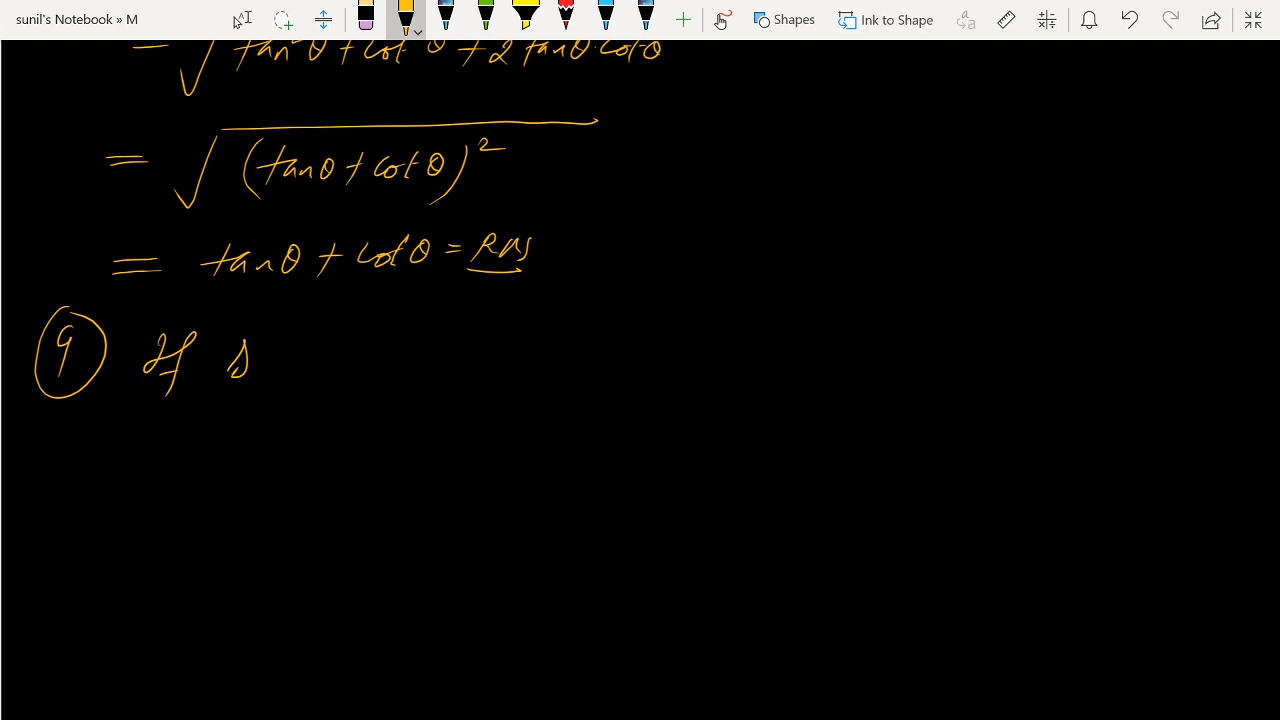 sunil's Notebook » M
Shapes
Ink to Shape
= √tan²θ + cot²θ + 2 tanθ·cotθ
= √(tanθ + cotθ)²
= tanθ + cotθ = RHS
9 If s